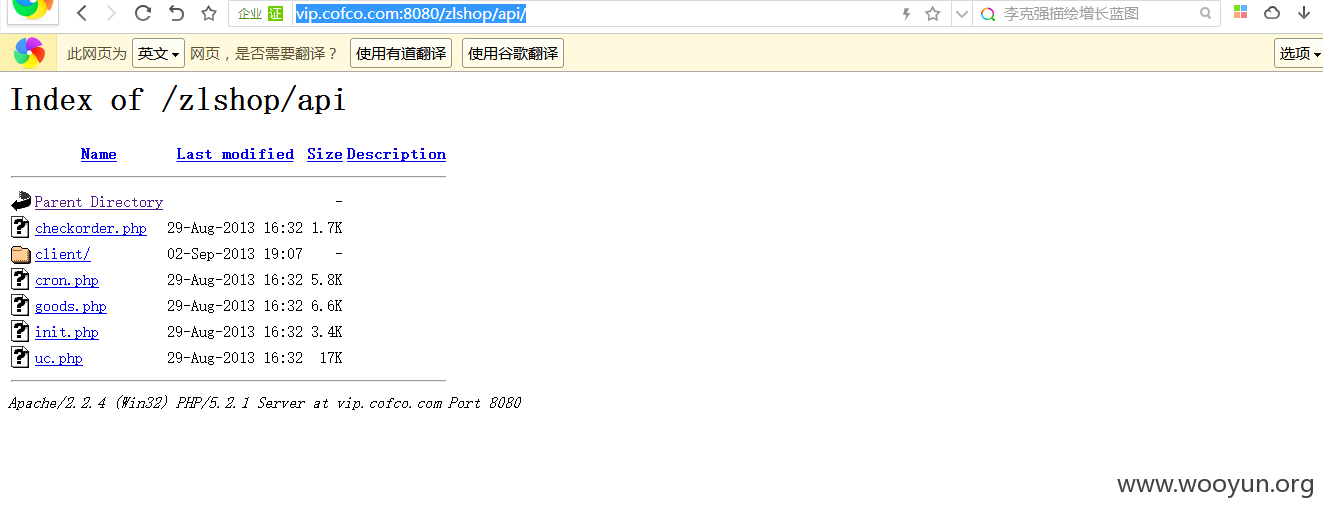 企业 证 vip.cofco.com:8080/zlshop/api/ 李克强描绘增长蓝图
此网页为 英文 网页，是否需要翻译？ 使用有道翻译 使用谷歌翻译 选项
Index of /zlshop/api
Name Last modified Size Description
Parent Directory -
checkorder.php 29-Aug-2013 16:32 1.7K
client/ 02-Sep-2013 19:07 -
cron.php 29-Aug-2013 16:32 5.8K
goods.php 29-Aug-2013 16:32 6.6K
init.php 29-Aug-2013 16:32 3.4K
uc.php 29-Aug-2013 16:32 17K
Apache/2.2.4 (Win32) PHP/5.2.1 Server at vip.cofco.com Port 8080
www.wooyun.org